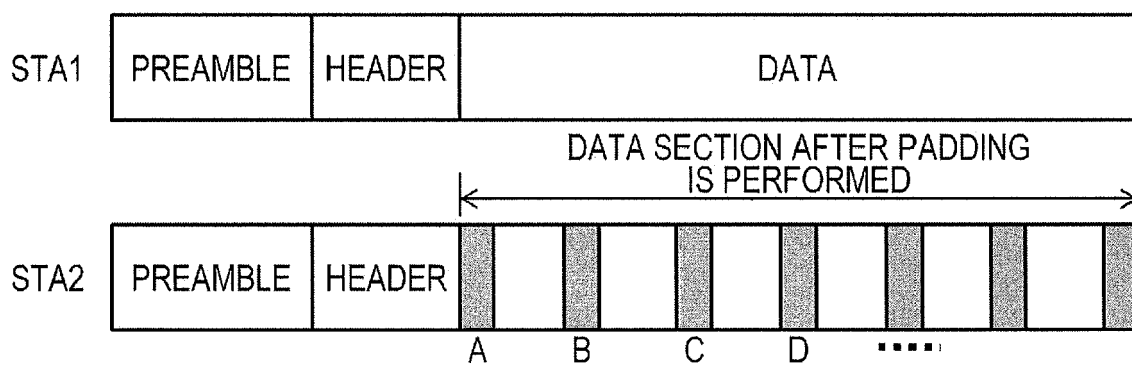 STA1 PREAMBLE HEADER DATA
DATA SECTION AFTER PADDING
IS PERFORMED
STA2 PREAMBLE HEADER
A B C D .....